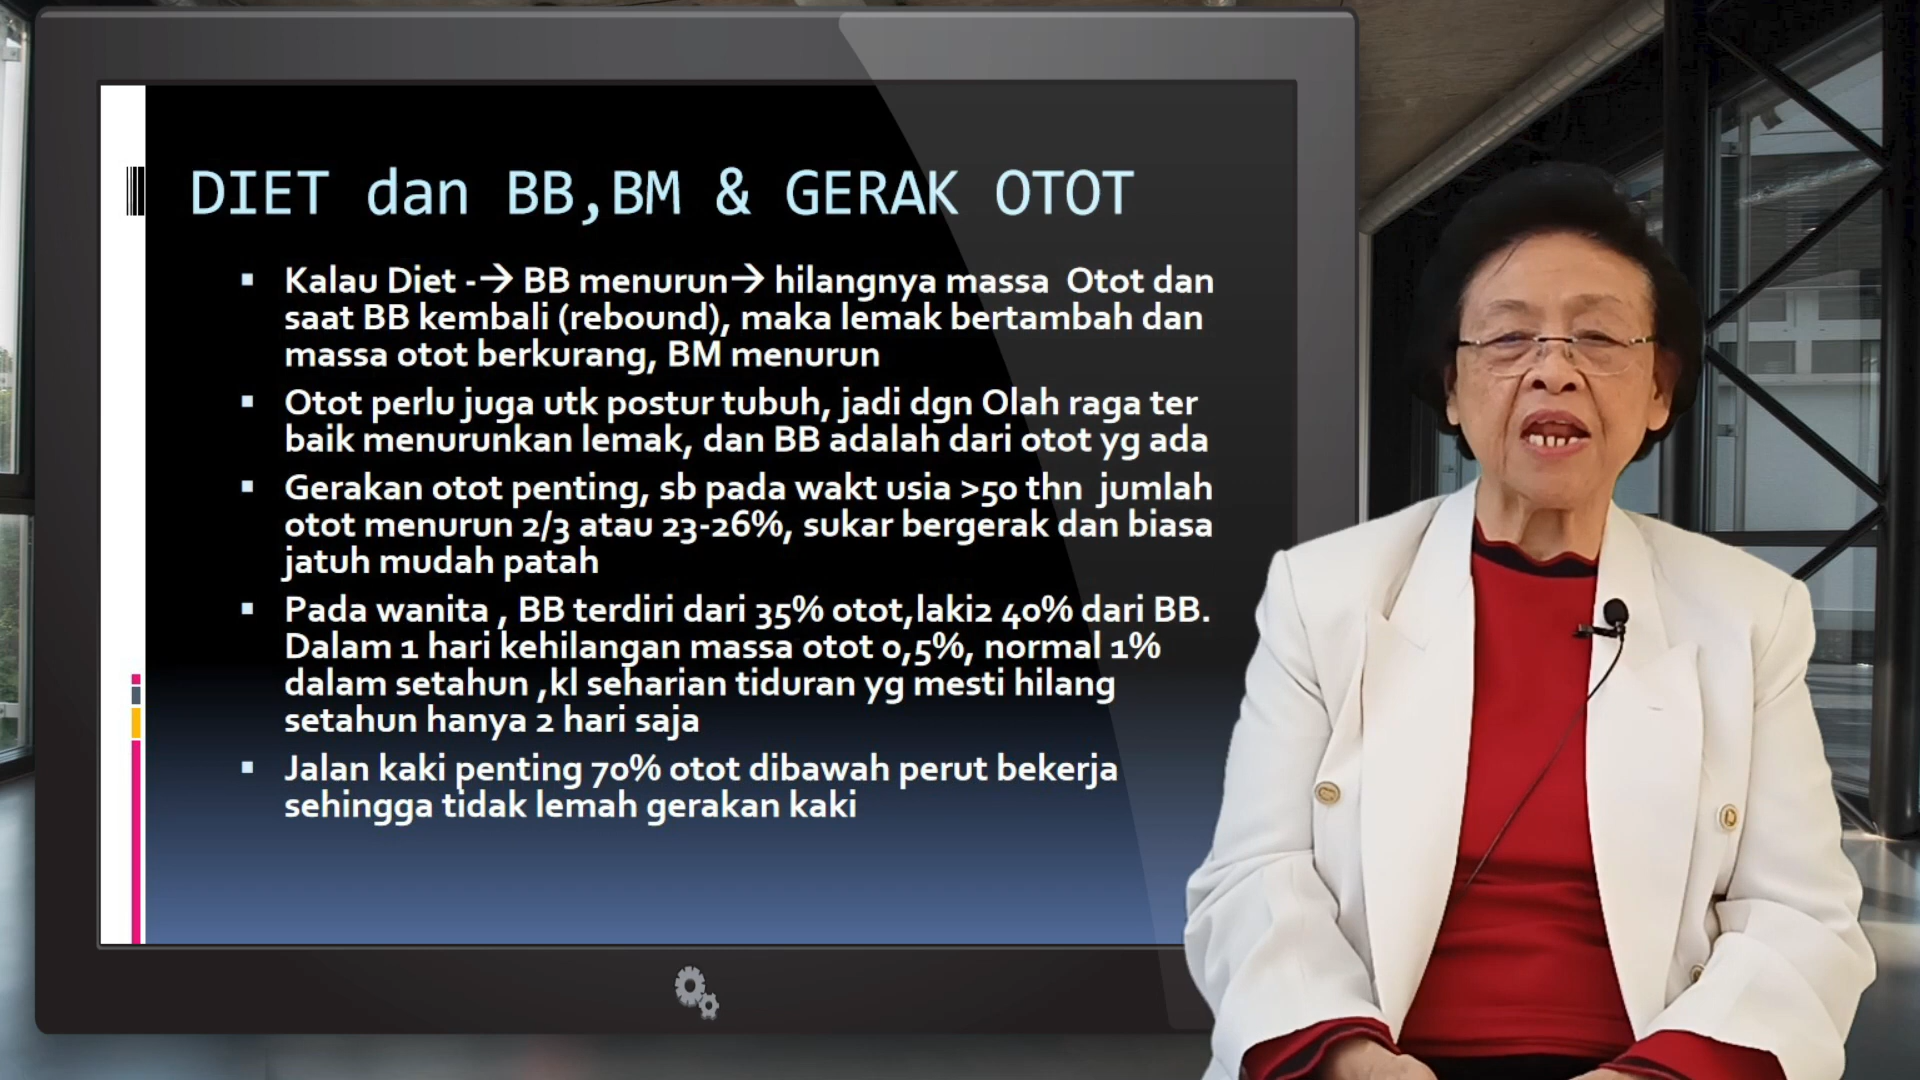 DIET dan BB,BM & GERAK OTOT
▪ Kalau Diet -→ BB menurun→ hilangnya massa Otot dan
saat BB kembali (rebound), maka lemak bertambah dan
massa otot berkurang, BM menurun
▪ Otot perlu juga utk postur tubuh, jadi dgn Olah raga ter
baik menurunkan lemak, dan BB adalah dari otot yg ada
▪ Gerakan otot penting, sb pada wakt usia >50 thn jumlah
otot menurun 2/3 atau 23-26%, sukar bergerak dan biasa
jatuh mudah patah
▪ Pada wanita , BB terdiri dari 35% otot,laki2 40% dari BB.
Dalam 1 hari kehilangan massa otot 0,5%, normal 1%
dalam setahun ,kl seharian tiduran yg mesti hilang
setahun hanya 2 hari saja
▪ Jalan kaki penting 70% otot dibawah perut bekerja
sehingga tidak lemah gerakan kaki